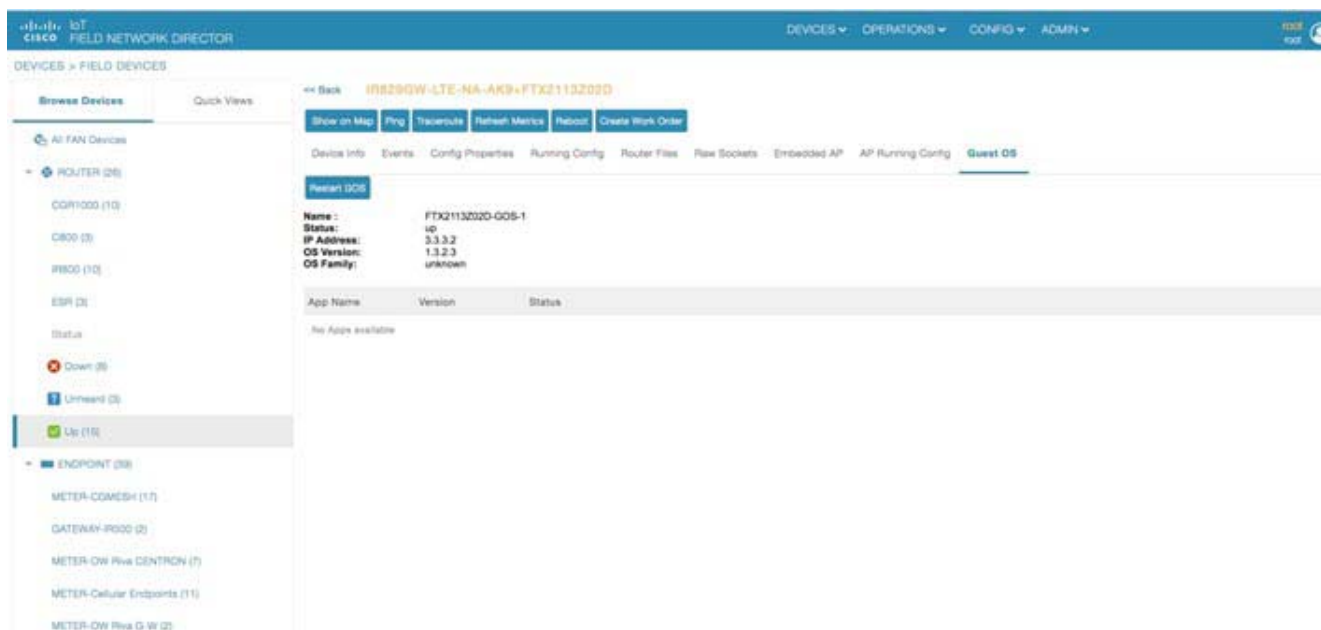 cisco IoT
FIELD NETWORK DIRECTOR
DEVICES OPERATIONS CONFIG ADMIN
root
root
DEVICES > FIELD DEVICES
Browse Devices Quick Views
All FAN Devices
ROUTER (26)
CGR1000 (10)
C800 (3)
IR800 (10)
ESR (3)
Status
Down (8)
Unheard (3)
Up (15)
ENDPOINT (39)
METER-CGMESH (17)
GATEWAY-IR500 (2)
METER-OW Riva CENTRON (7)
METER-Cellular Endpoints (11)
METER-OW Riva G-W (2)
<< Back IR829GW-LTE-NA-AK9+FTX2113Z02D
Show on Map Ping Traceroute Refresh Metrics Reboot Create Work Order
Device Info Events Config Properties Running Config Router Files Raw Sockets Embedded AP AP Running Config Guest OS
Restart GOS
Name : FTX2113Z02D-GOS-1
Status: up
IP Address: 3.3.3.2
OS Version: 1.3.2.3
OS Family: unknown
App Name Version Status
No Apps available